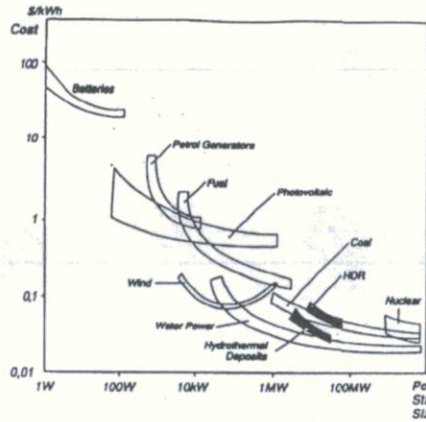 $/kWh
Cost
100
Batteries
10
Petrol Generators
Fuel
1
Photovoltaic
Coal
HDR
0,1
Wind
Nuclear
Water Power
Hydrothermal
Deposits
0,01
1W
100W
10kW
1MW
100MW